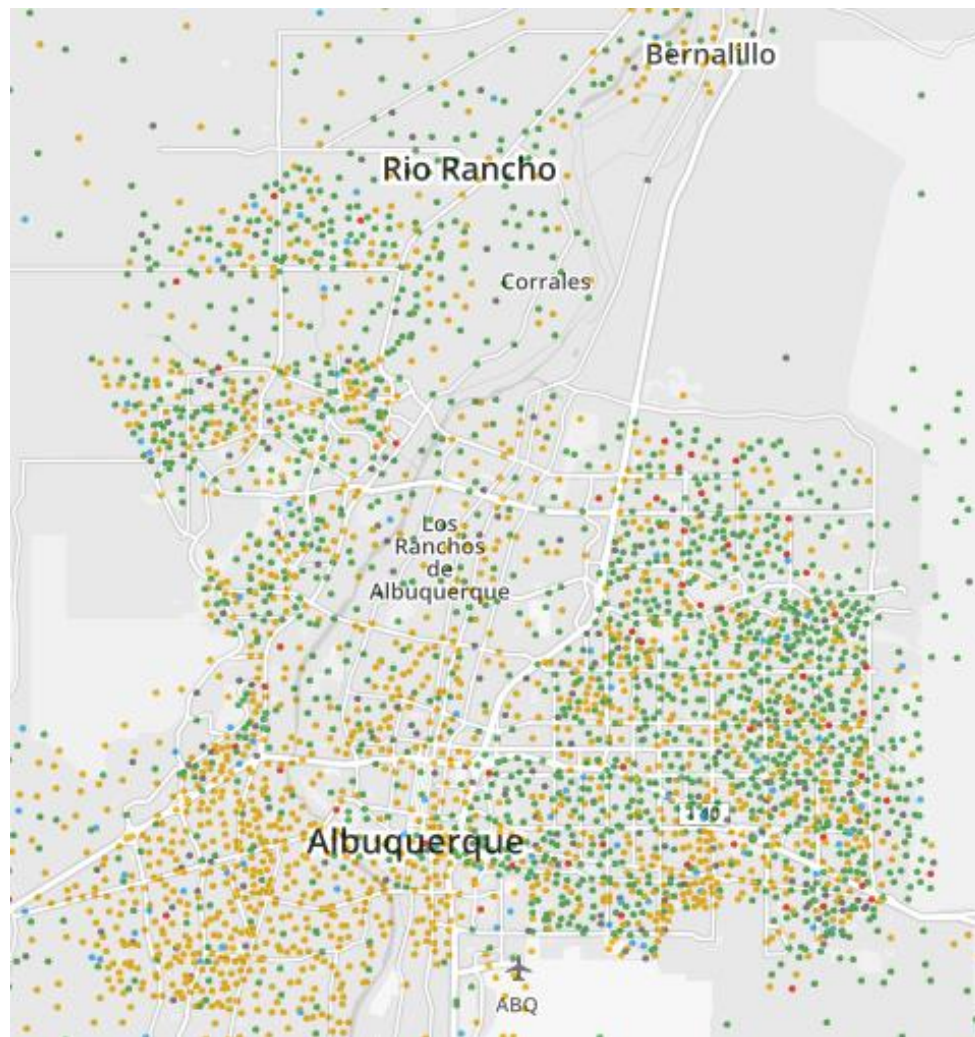 Bernalillo
Rio Rancho
Corrales
Los
Ranchos
de
Albuquerque
Albuquerque
ABQ